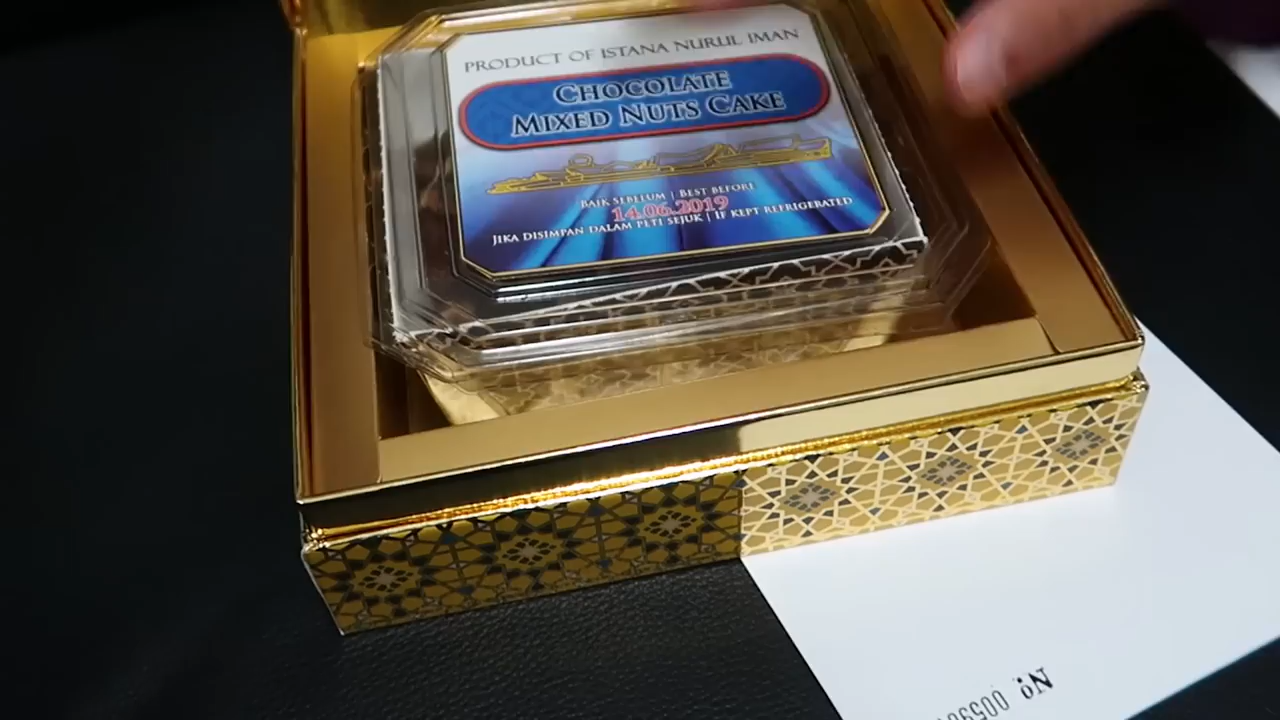 PRODUCT OF ISTANA NURUL IMAN
CHOCOLATE
MIXED NUTS CAKE
BAIK SEBELUM | BEST BEFORE
14.06.2019
JIKA DISIMPAN DALAM PETI SEJUK | IF KEPT REFRIGERATED
№